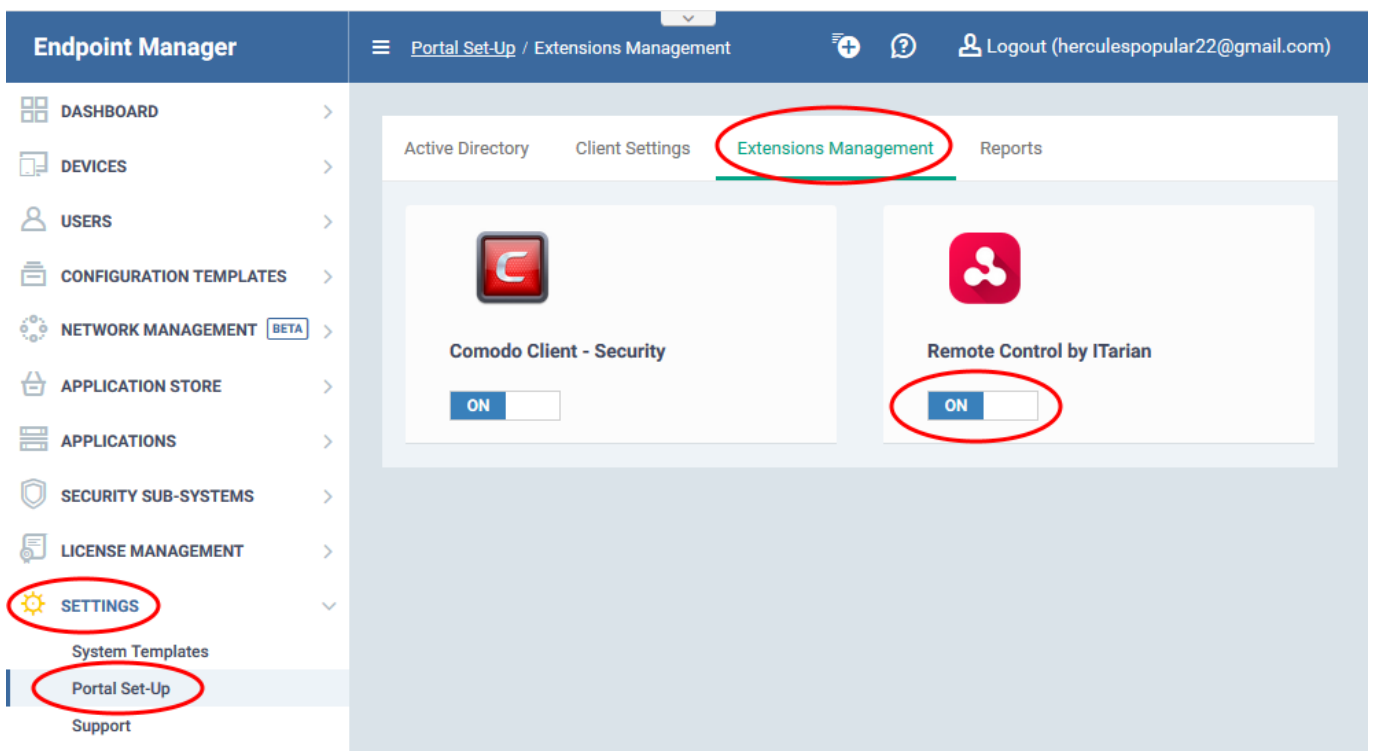 Endpoint Manager
Portal Set-Up / Extensions Management
Logout (herculespopular22@gmail.com)
DASHBOARD
DEVICES
USERS
CONFIGURATION TEMPLATES
NETWORK MANAGEMENT BETA
APPLICATION STORE
APPLICATIONS
SECURITY SUB-SYSTEMS
LICENSE MANAGEMENT
SETTINGS
System Templates
Portal Set-Up
Support
Active Directory Client Settings Extensions Management Reports
C
Comodo Client - Security
ON
Remote Control by ITarian
ON